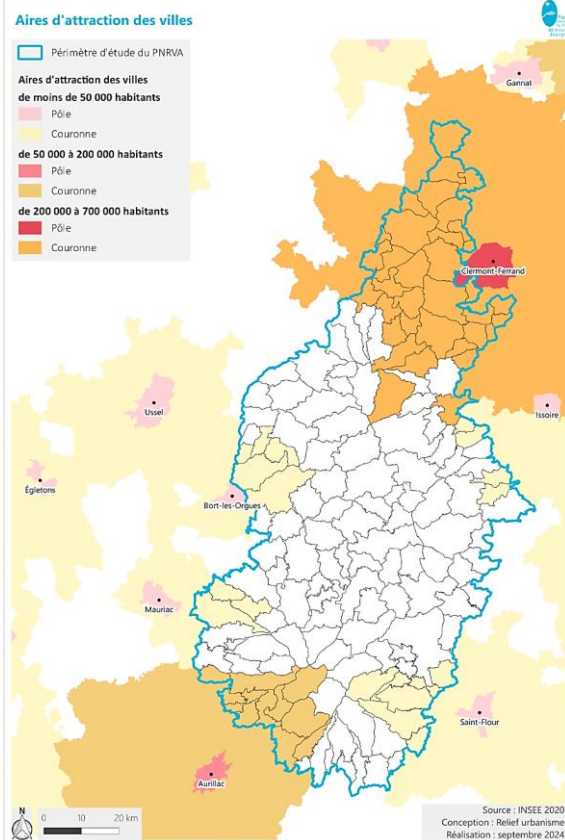 Aires d'attraction des villes
Périmètre d'étude du PNRVA
Aires d'attraction des villes
de moins de 50 000 habitants
Pôle
Couronne
de 50 000 à 200 000 habitants
Pôle
Couronne
de 200 000 à 700 000 habitants
Pôle
Couronne
Gannat
Clermont-Ferrand
Issoire
Ussel
Égletons
Bort-les-Orgues
Mauriac
Saint-Flour
Aurillac
N
0 10 20 km
Source : INSEE 2020
Conception : Relief urbanisme
Réalisation : septembre 2024